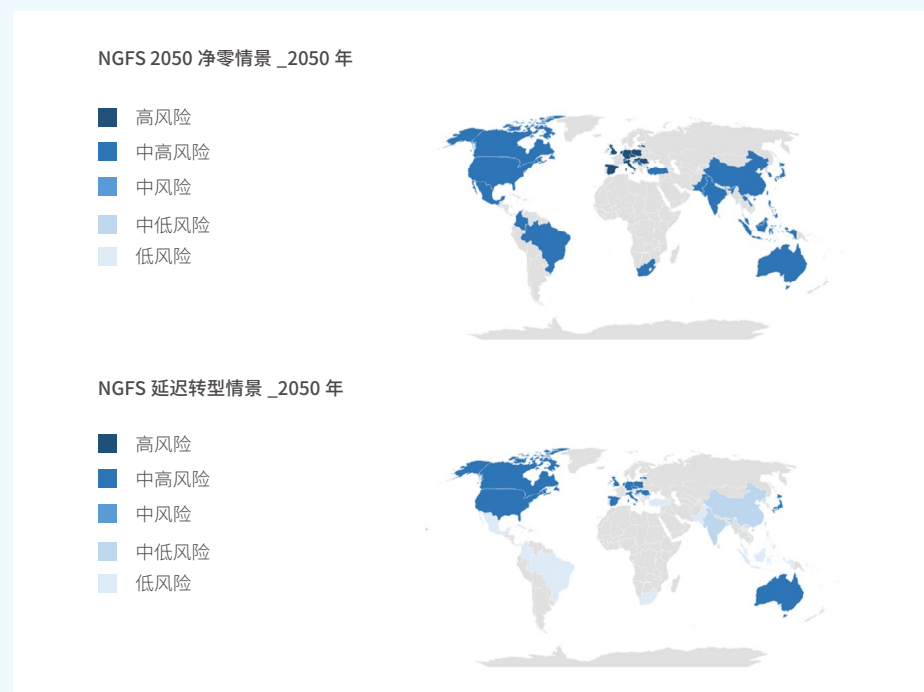 NGFS 2050 净零情景 _2050 年
高风险
中高风险
中风险
中低风险
低风险
NGFS 延迟转型情景 _2050 年
高风险
中高风险
中风险
中低风险
低风险